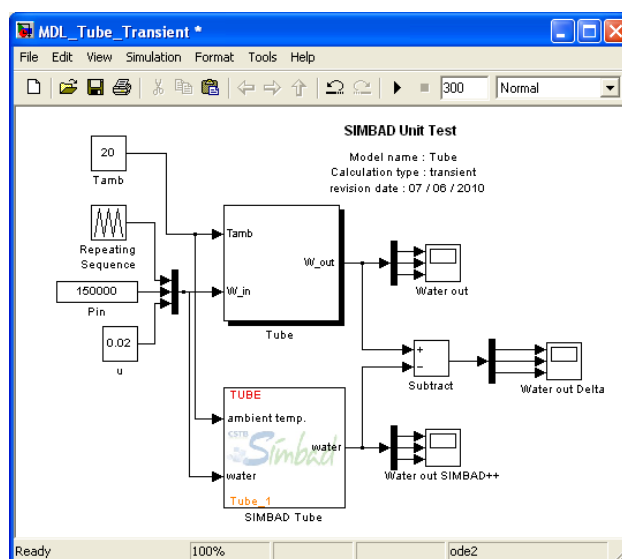 MDL_Tube_Transient *
File Edit View Simulation Format Tools Help
300 Normal
SIMBAD Unit Test
Model name : Tube
Calculation type : transient
revision date : 07 / 06 / 2010
20
Tamb
Repeating
Sequence
150000
Pin
0.02
u
Tamb
W_in
W_out
Tube
Water out
+
−
Subtract
Water out Delta
TUBE
ambient temp.
CSTB
Simbad
water
water
Tube_1
SIMBAD Tube
Water out SIMBAD++
Ready 100% ode2